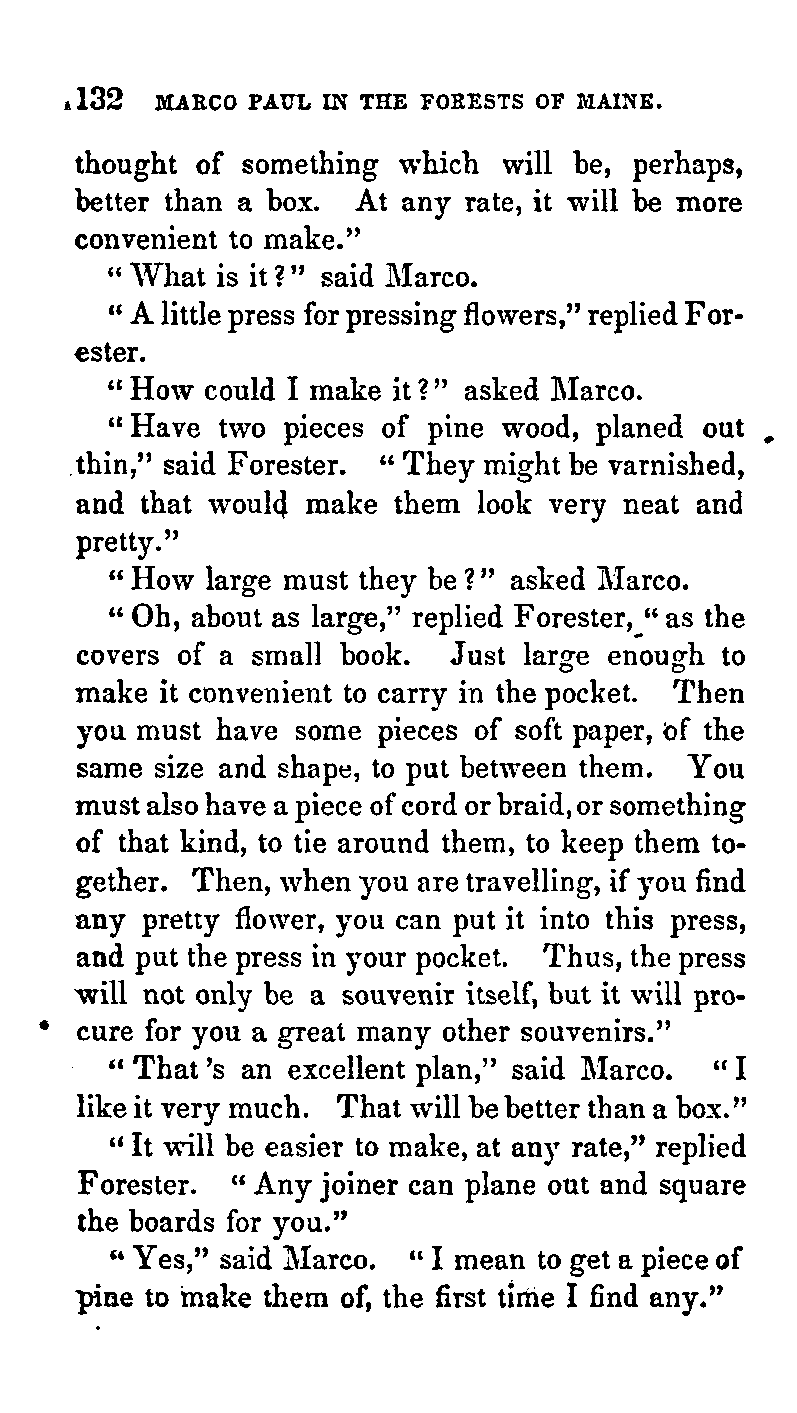 132 MARCO PAUL IN THE FORESTS OF MAINE.
thought of something which will be, perhaps,
better than a box. At any rate, it will be more
convenient to make.”
“What is it?” said Marco.
“A little press for pressing flowers,” replied For-
ester.
“How could I make it?” asked Marco.
“Have two pieces of pine wood, planed out
thin,” said Forester. “They might be varnished,
and that would make them look very neat and
pretty.”
“How large must they be?” asked Marco.
“Oh, about as large,” replied Forester, “as the
covers of a small book. Just large enough to
make it convenient to carry in the pocket. Then
you must have some pieces of soft paper, of the
same size and shape, to put between them. You
must also have a piece of cord or braid, or something
of that kind, to tie around them, to keep them to-
gether. Then, when you are travelling, if you find
any pretty flower, you can put it into this press,
and put the press in your pocket. Thus, the press
will not only be a souvenir itself, but it will pro-
cure for you a great many other souvenirs.”
“That's an excellent plan,” said Marco. “I
like it very much. That will be better than a box.”
“It will be easier to make, at any rate,” replied
Forester. “Any joiner can plane out and square
the boards for you.”
“Yes,” said Marco. “I mean to get a piece of
pine to make them of, the first time I find any.”